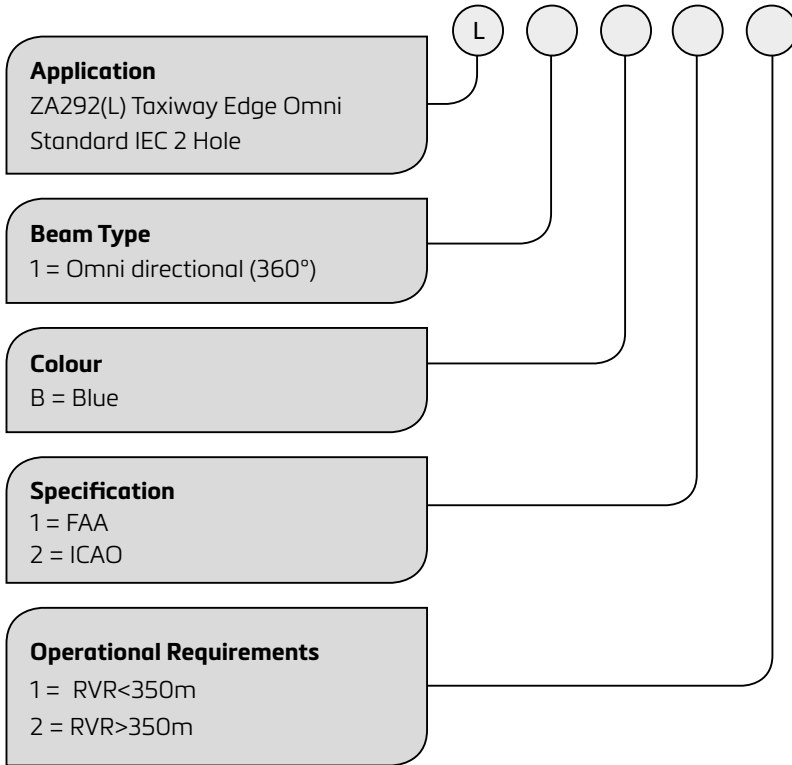 L
Application
ZA292(L) Taxiway Edge Omni
Standard IEC 2 Hole
Beam Type
1 = Omni directional (360°)
Colour
B = Blue
Specification
1 = FAA
2 = ICAO
Operational Requirements
1 = RVR<350m
2 = RVR>350m